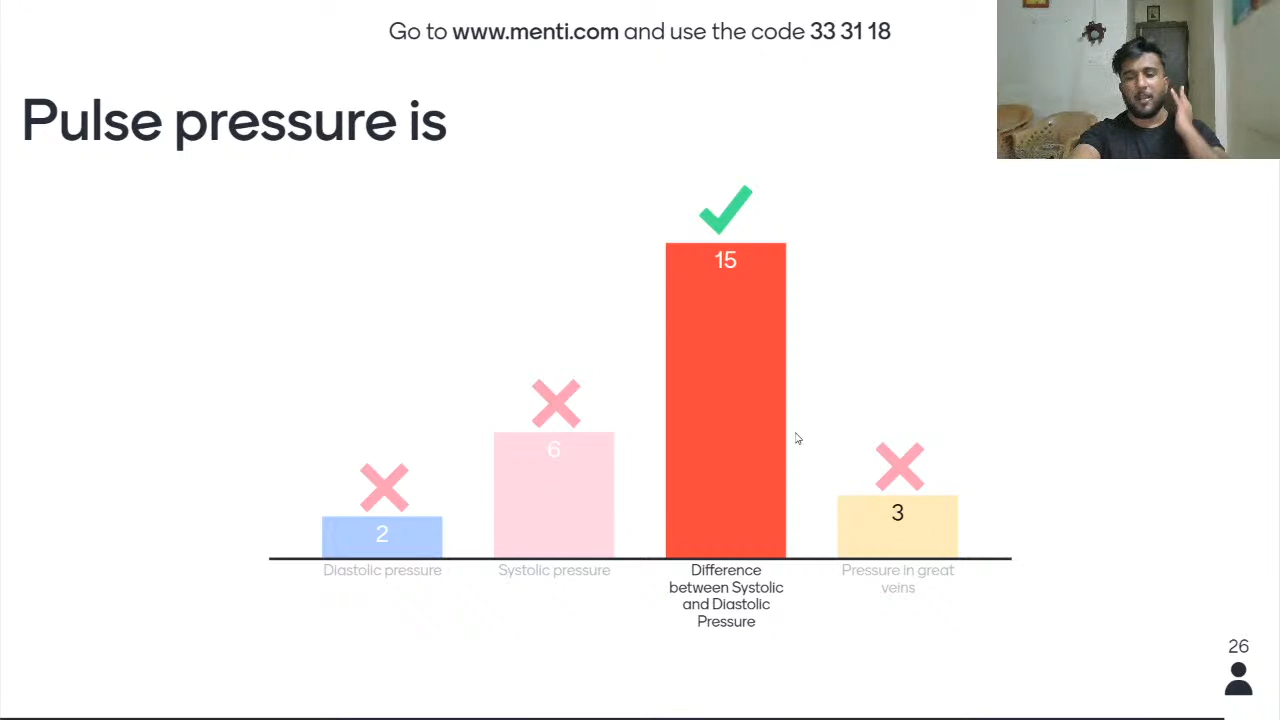 Go to www.menti.com and use the code 33 31 18
Pulse pressure is
15
6
2
3
Diastolic pressure
Systolic pressure
Difference
between Systolic
and Diastolic
Pressure
Pressure in great
veins
26